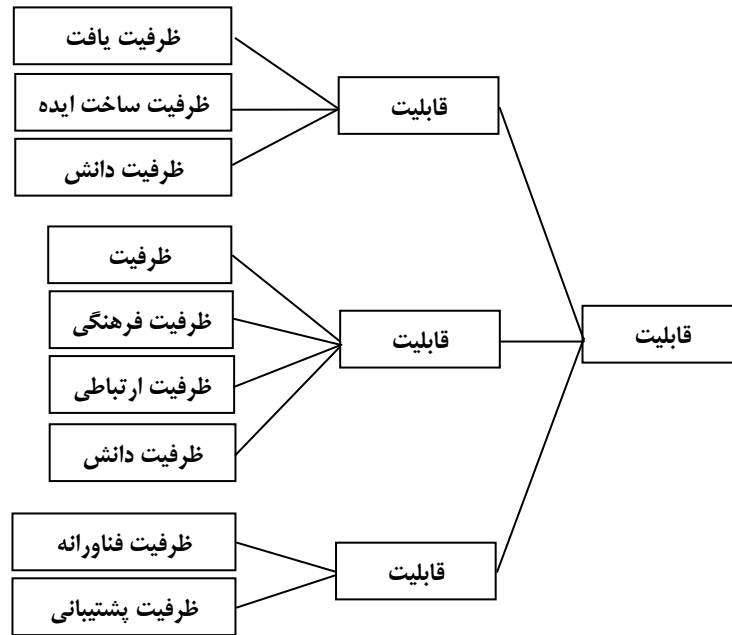 ظرفیت یافت
ظرفیت ساخت ایده
ظرفیت دانش
قابلیت
ظرفیت
ظرفیت فرهنگی
ظرفیت ارتباطی
ظرفیت دانش
قابلیت
قابلیت
ظرفیت فناورانه
ظرفیت پشتیبانی
قابلیت